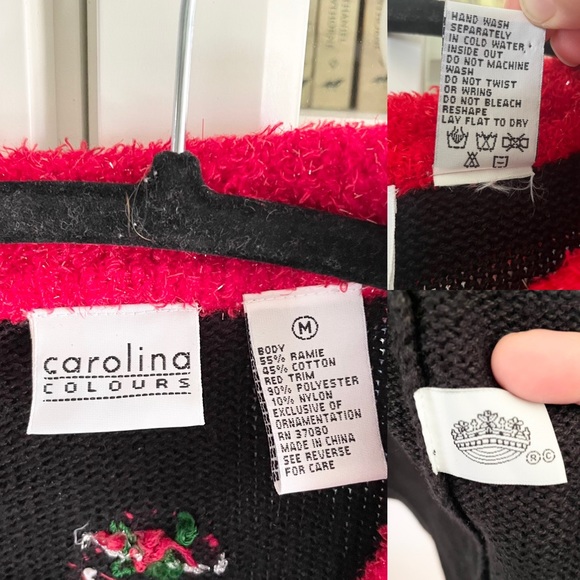 carolina
COLOURS
M
BODY
55% RAMIE
45% COTTON
RED TRIM
90% POLYESTER
10% NYLON
EXCLUSIVE OF
ORNAMENTATION
RN 37080
MADE IN CHINA
SEE REVERSE
FOR CARE
HAND WASH
SEPARATELY
IN COLD WATER,
INSIDE OUT
DO NOT MACHINE
WASH
DO NOT TWIST
OR WRING
DO NOT BLEACH
RESHAPE
LAY FLAT TO DRY
® ©